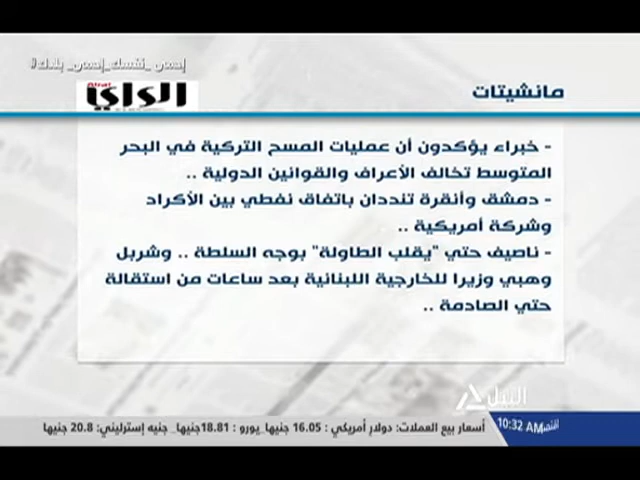 #إحمي_نفسك_إحمي_بلدك
مانشيتات
Alrai
الراي
- خبراء يؤكدون أن عمليات المسح التركية في البحر
المتوسط تخالف الأعراف والقوانين الدولية ..
- دمشق وأنقرة تنددان باتفاق نفطي بين الأكراد
وشركة أمريكية ..
- ناصيف حتي "يقلب الطاولة" بوجه السلطة .. وشربل
وهبي وزيرا للخارجية اللبنانية بعد ساعات من استقالة
حتي الصادمة ..
النيل
10:32 AM
أسعار بيع العملات: دولار أمريكي : 16.05 جنيها_يورو : 18.81جنيها_ جنيه إسترليني: 20.8 جنيها